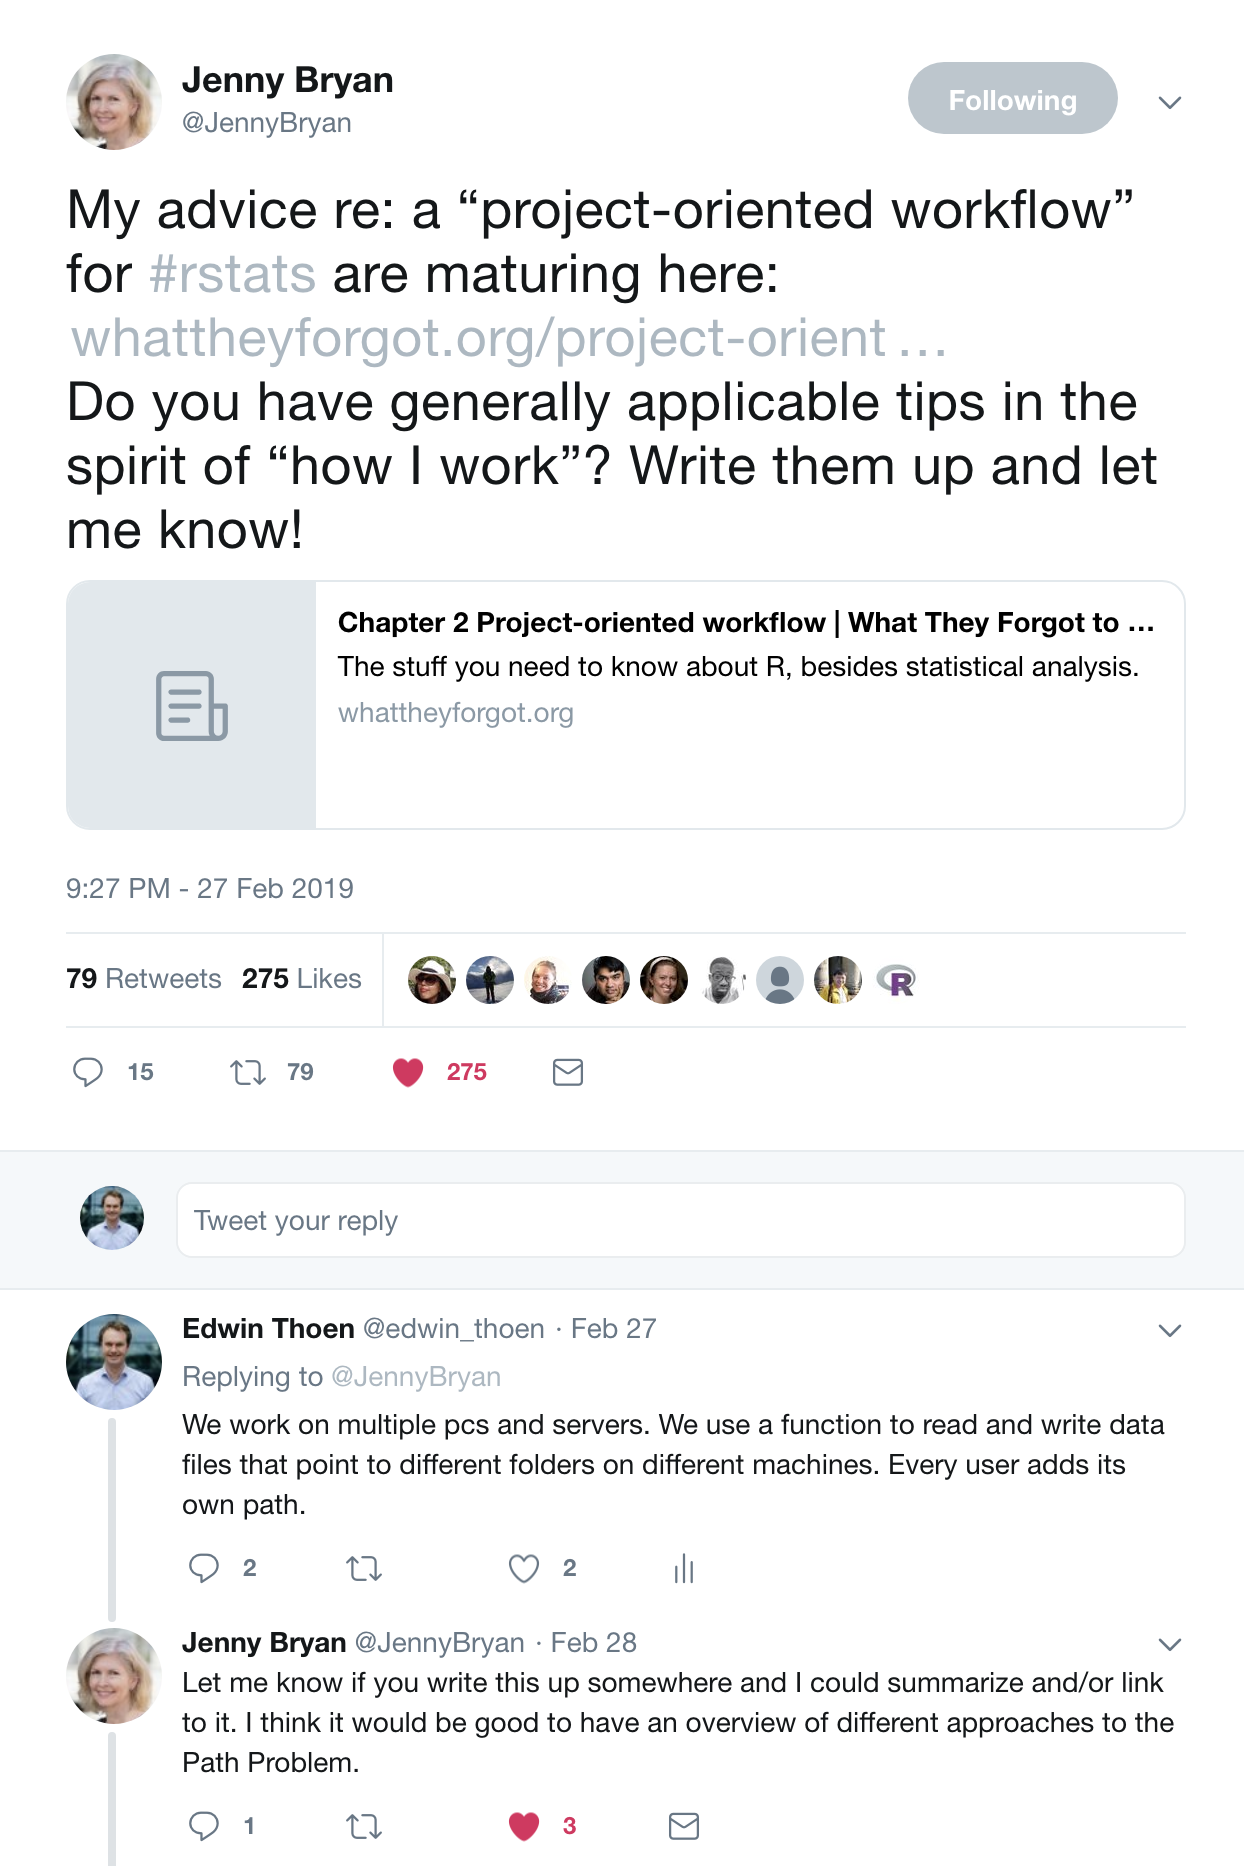 Jenny Bryan
@JennyBryan
Following
My advice re: a “project-oriented workflow”
for #rstats are maturing here:
whattheyforgot.org/project-orient …
Do you have generally applicable tips in the
spirit of “how I work”? Write them up and let
me know!
Chapter 2 Project-oriented workflow | What They Forgot to ...
The stuff you need to know about R, besides statistical analysis.
whattheyforgot.org
9:27 PM - 27 Feb 2019
79 Retweets 275 Likes
R
15 79 275
Tweet your reply
Edwin Thoen @edwin_thoen · Feb 27
Replying to @JennyBryan
We work on multiple pcs and servers. We use a function to read and write data
files that point to different folders on different machines. Every user adds its
own path.
2 2
Jenny Bryan @JennyBryan · Feb 28
Let me know if you write this up somewhere and I could summarize and/or link
to it. I think it would be good to have an overview of different approaches to the
Path Problem.
1 3